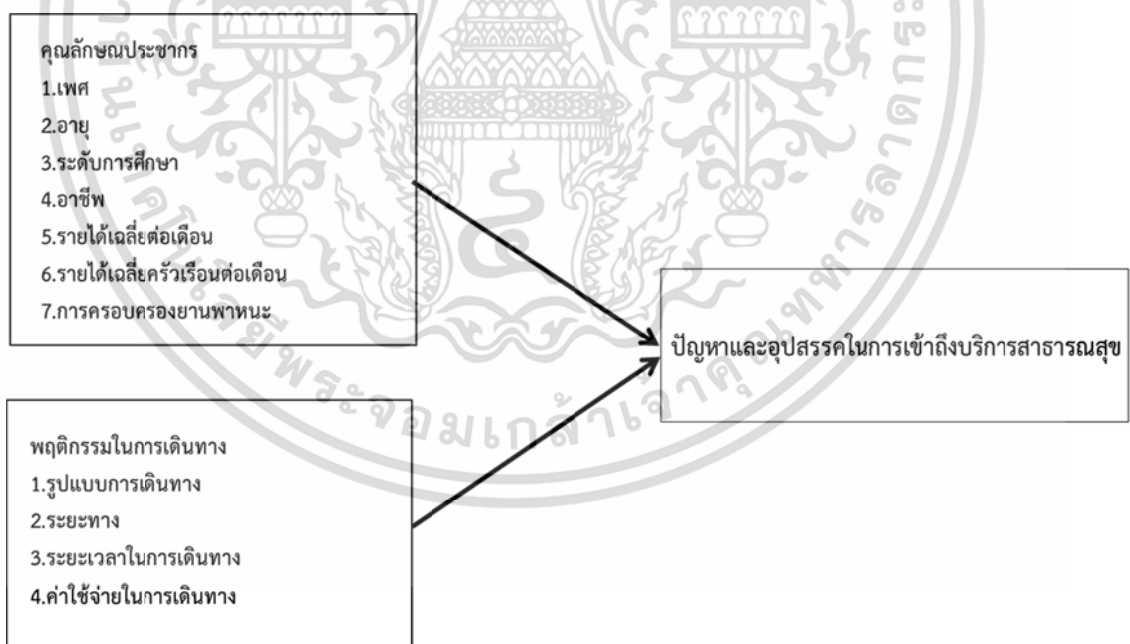 คุณลักษณประชากร
1.เพศ
2.อายุ
3.ระดับการศึกษา
4.อาชีพ
5.รายได้เฉลี่ยต่อเดือน
6.รายได้เฉลี่ยครัวเรือนต่อเดือน
7.การครอบครองยานพาหนะ
ปัญหาและอุปสรรคในการเข้าถึงบริการสาธารณสุข
พฤติกรรมในการเดินทาง
1.รูปแบบการเดินทาง
2.ระยะทาง
3.ระยะเวลาในการเดินทาง
4.ค่าใช้จ่ายในการเดินทาง